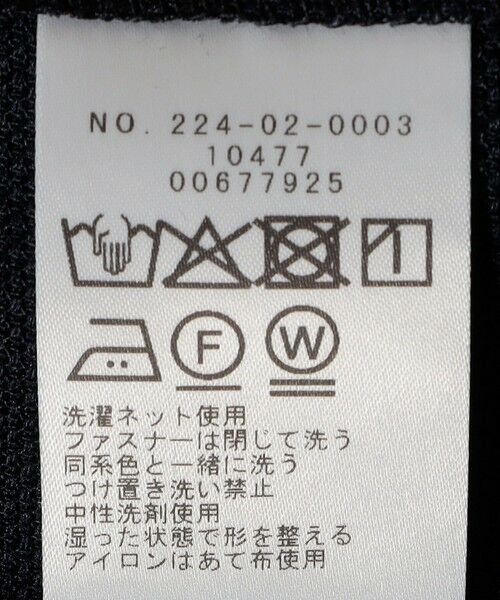 NO. 224-02-0003
10477
00677925
F W
洗濯ネット使用
ファスナーは閉じて洗う
同系色と一緒に洗う
つけ置き洗い禁止
中性洗剤使用
湿った状態で形を整える
アイロンはあて布使用